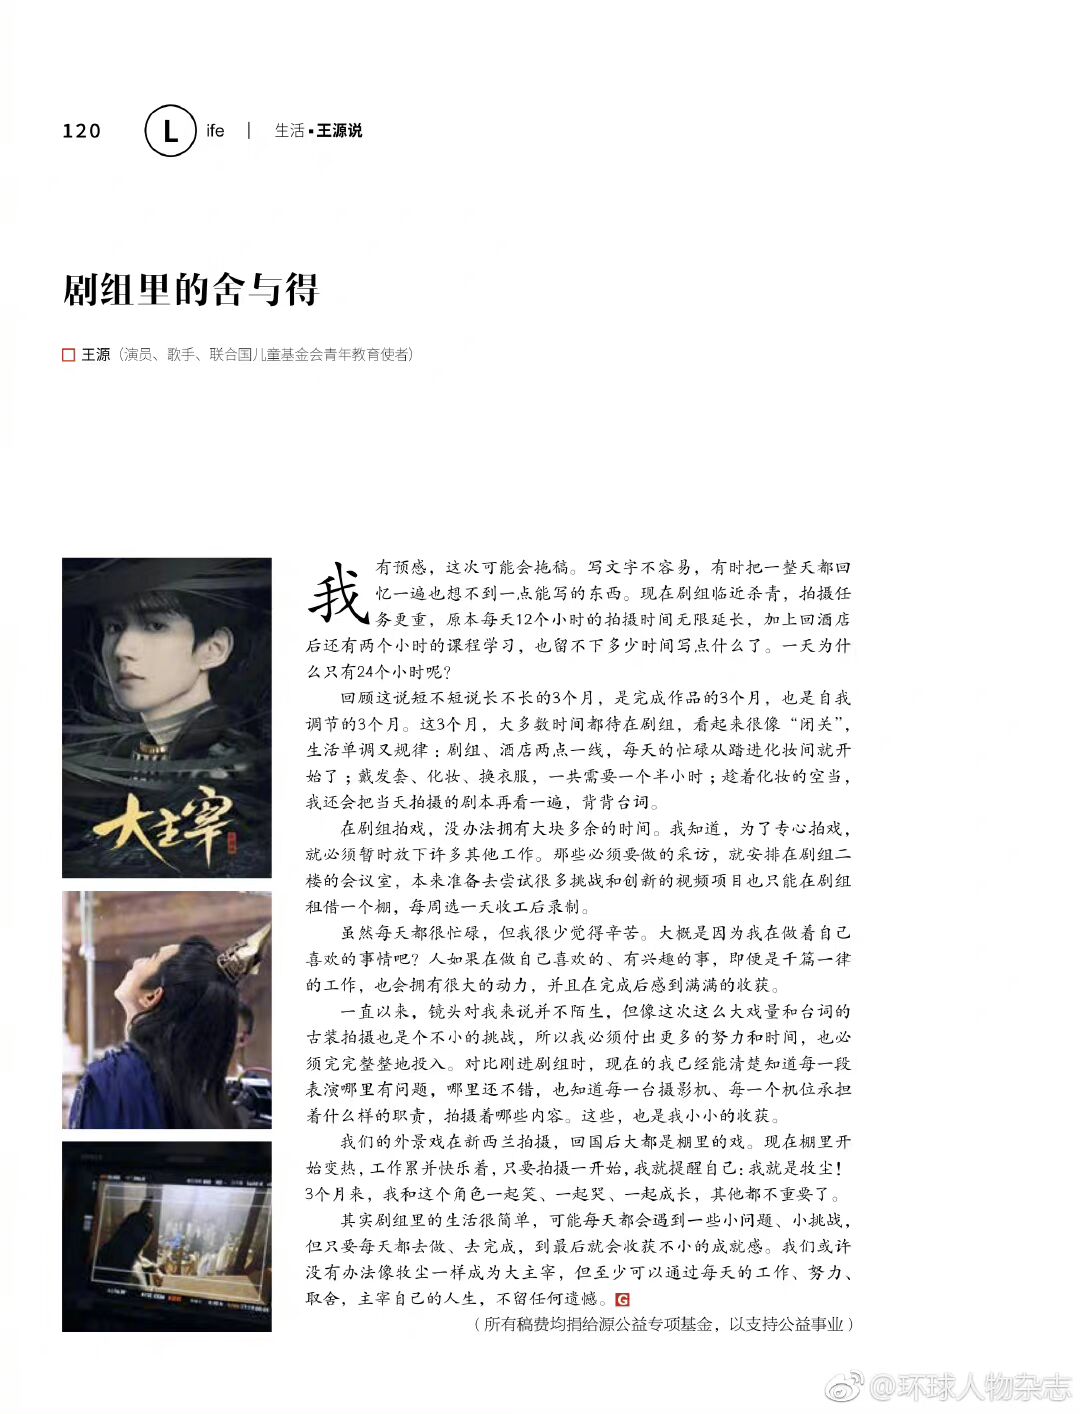 120 Life | 生活▪王源说
剧组里的舍与得
王源（演员、歌手、联合国儿童基金会青年教育使者）
大主宰
我有预感，这次可能会拖稿。写文字不容易，有时把一整天都回
忆一遍也想不到一点能写的东西。现在剧组临近杀青，拍摄任
务更重，原本每天12个小时的拍摄时间无限延长，加上回酒店
后还有两个小时的课程学习，也留不下多少时间写点什么了。一天为什
么只有24个小时呢？
回顾这说短不短说长不长的3个月，是完成作品的3个月，也是自我
调节的3个月。这3个月，大多数时间都待在剧组，看起来很像“闭关”，
生活单调又规律：剧组、酒店两点一线，每天的忙碌从踏进化妆间就开
始了；戴发套、化妆、换衣服，一共需要一个半小时；趁着化妆的空当，
我还会把当天拍摄的剧本再看一遍，背背台词。
在剧组拍戏，没办法拥有大块多余的时间。我知道，为了专心拍戏，
就必须暂时放下许多其他工作。那些必须要做的采访，就安排在剧组二
楼的会议室，本来准备去尝试很多挑战和创新的视频项目也只能在剧组
租借一个棚，每周选一天收工后录制。
虽然每天都很忙碌，但我很少觉得辛苦。大概是因为我在做着自己
喜欢的事情吧？人如果在做自己喜欢的、有兴趣的事，即便是千篇一律
的工作，也会拥有很大的动力，并且在完成后感到满满的收获。
一直以来，镜头对我来说并不陌生，但像这次这么大戏量和台词的
古装拍摄也是个不小的挑战，所以我必须付出更多的努力和时间，也必
须完完整整地投入。对比刚进剧组时，现在的我已经能清楚知道每一段
表演哪里有问题，哪里还不错，也知道每一台摄影机、每一个机位承担
着什么样的职责，拍摄着哪些内容。这些，也是我小小的收获。
我们的外景戏在新西兰拍摄，回国后大都是棚里的戏。现在棚里开
始变热，工作累并快乐着，只要拍摄一开始，我就提醒自己：我就是牧尘！
3个月来，我和这个角色一起笑、一起哭、一起成长，其他都不重要了。
其实剧组里的生活很简单，可能每天都会遇到一些小问题、小挑战，
但只要每天都去做、去完成，到最后就会收获不小的成就感。我们或许
没有办法像牧尘一样成为大主宰，但至少可以通过每天的工作、努力、
取舍，主宰自己的人生，不留任何遗憾。G
（所有稿费均捐给源公益专项基金，以支持公益事业）
@环球人物杂志